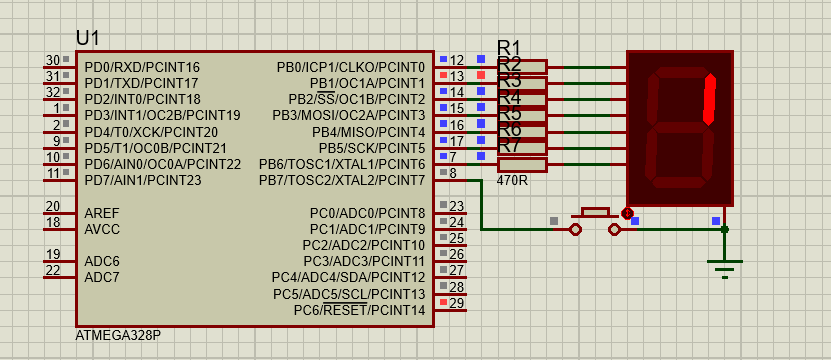 U1
30 PD0/RXD/PCINT16
31 PD1/TXD/PCINT17
32 PD2/INT0/PCINT18
1 PD3/INT1/OC2B/PCINT19
2 PD4/T0/XCK/PCINT20
9 PD5/T1/OC0B/PCINT21
10 PD6/AIN0/OC0A/PCINT22
11 PD7/AIN1/PCINT23
20 AREF
18 AVCC
19 ADC6
22 ADC7
PB0/ICP1/CLKO/PCINT0 12
PB1/OC1A/PCINT1 13
PB2/SS/OC1B/PCINT2 14
PB3/MOSI/OC2A/PCINT3 15
PB4/MISO/PCINT4 16
PB5/SCK/PCINT5 17
PB6/TOSC1/XTAL1/PCINT6 7
PB7/TOSC2/XTAL2/PCINT7 8
PC0/ADC0/PCINT8 23
PC1/ADC1/PCINT9 24
PC2/ADC2/PCINT10 25
PC3/ADC3/PCINT11 26
PC4/ADC4/SDA/PCINT12 27
PC5/ADC5/SCL/PCINT13 28
PC6/RESET/PCINT14 29
ATMEGA328P
R1
R2
R3
R4
R5
R6
R7
470R
1